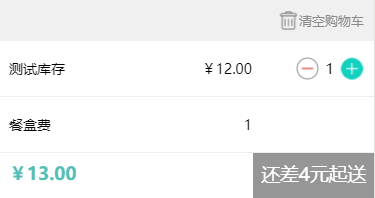 清空购物车
测试库存 ￥12.00 1
餐盒费 1
￥13.00 还差4元起送